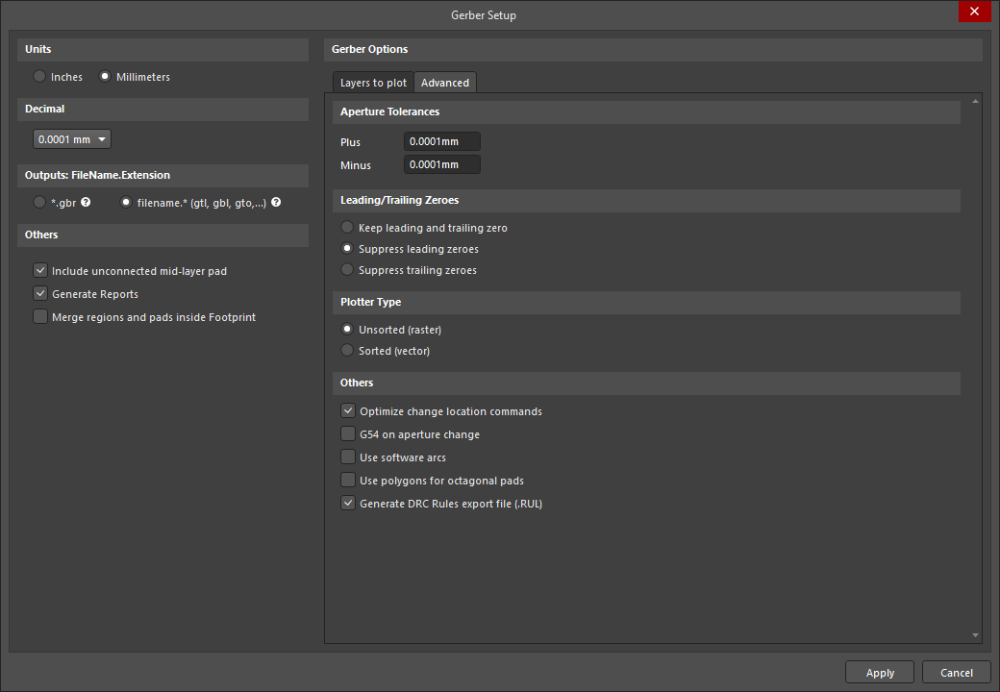 Gerber Setup
Units
Inches
Millimeters
Decimal
0.0001 mm
Outputs: FileName.Extension
*.gbr ?
filename.* (gtl, gbl, gto,...) ?
Others
Include unconnected mid-layer pad
Generate Reports
Merge regions and pads inside Footprint
Gerber Options
Layers to plot
Advanced
Aperture Tolerances
Plus 0.0001mm
Minus 0.0001mm
Leading/Trailing Zeroes
Keep leading and trailing zero
Suppress leading zeroes
Suppress trailing zeroes
Plotter Type
Unsorted (raster)
Sorted (vector)
Others
Optimize change location commands
G54 on aperture change
Use software arcs
Use polygons for octagonal pads
Generate DRC Rules export file (.RUL)
Apply
Cancel